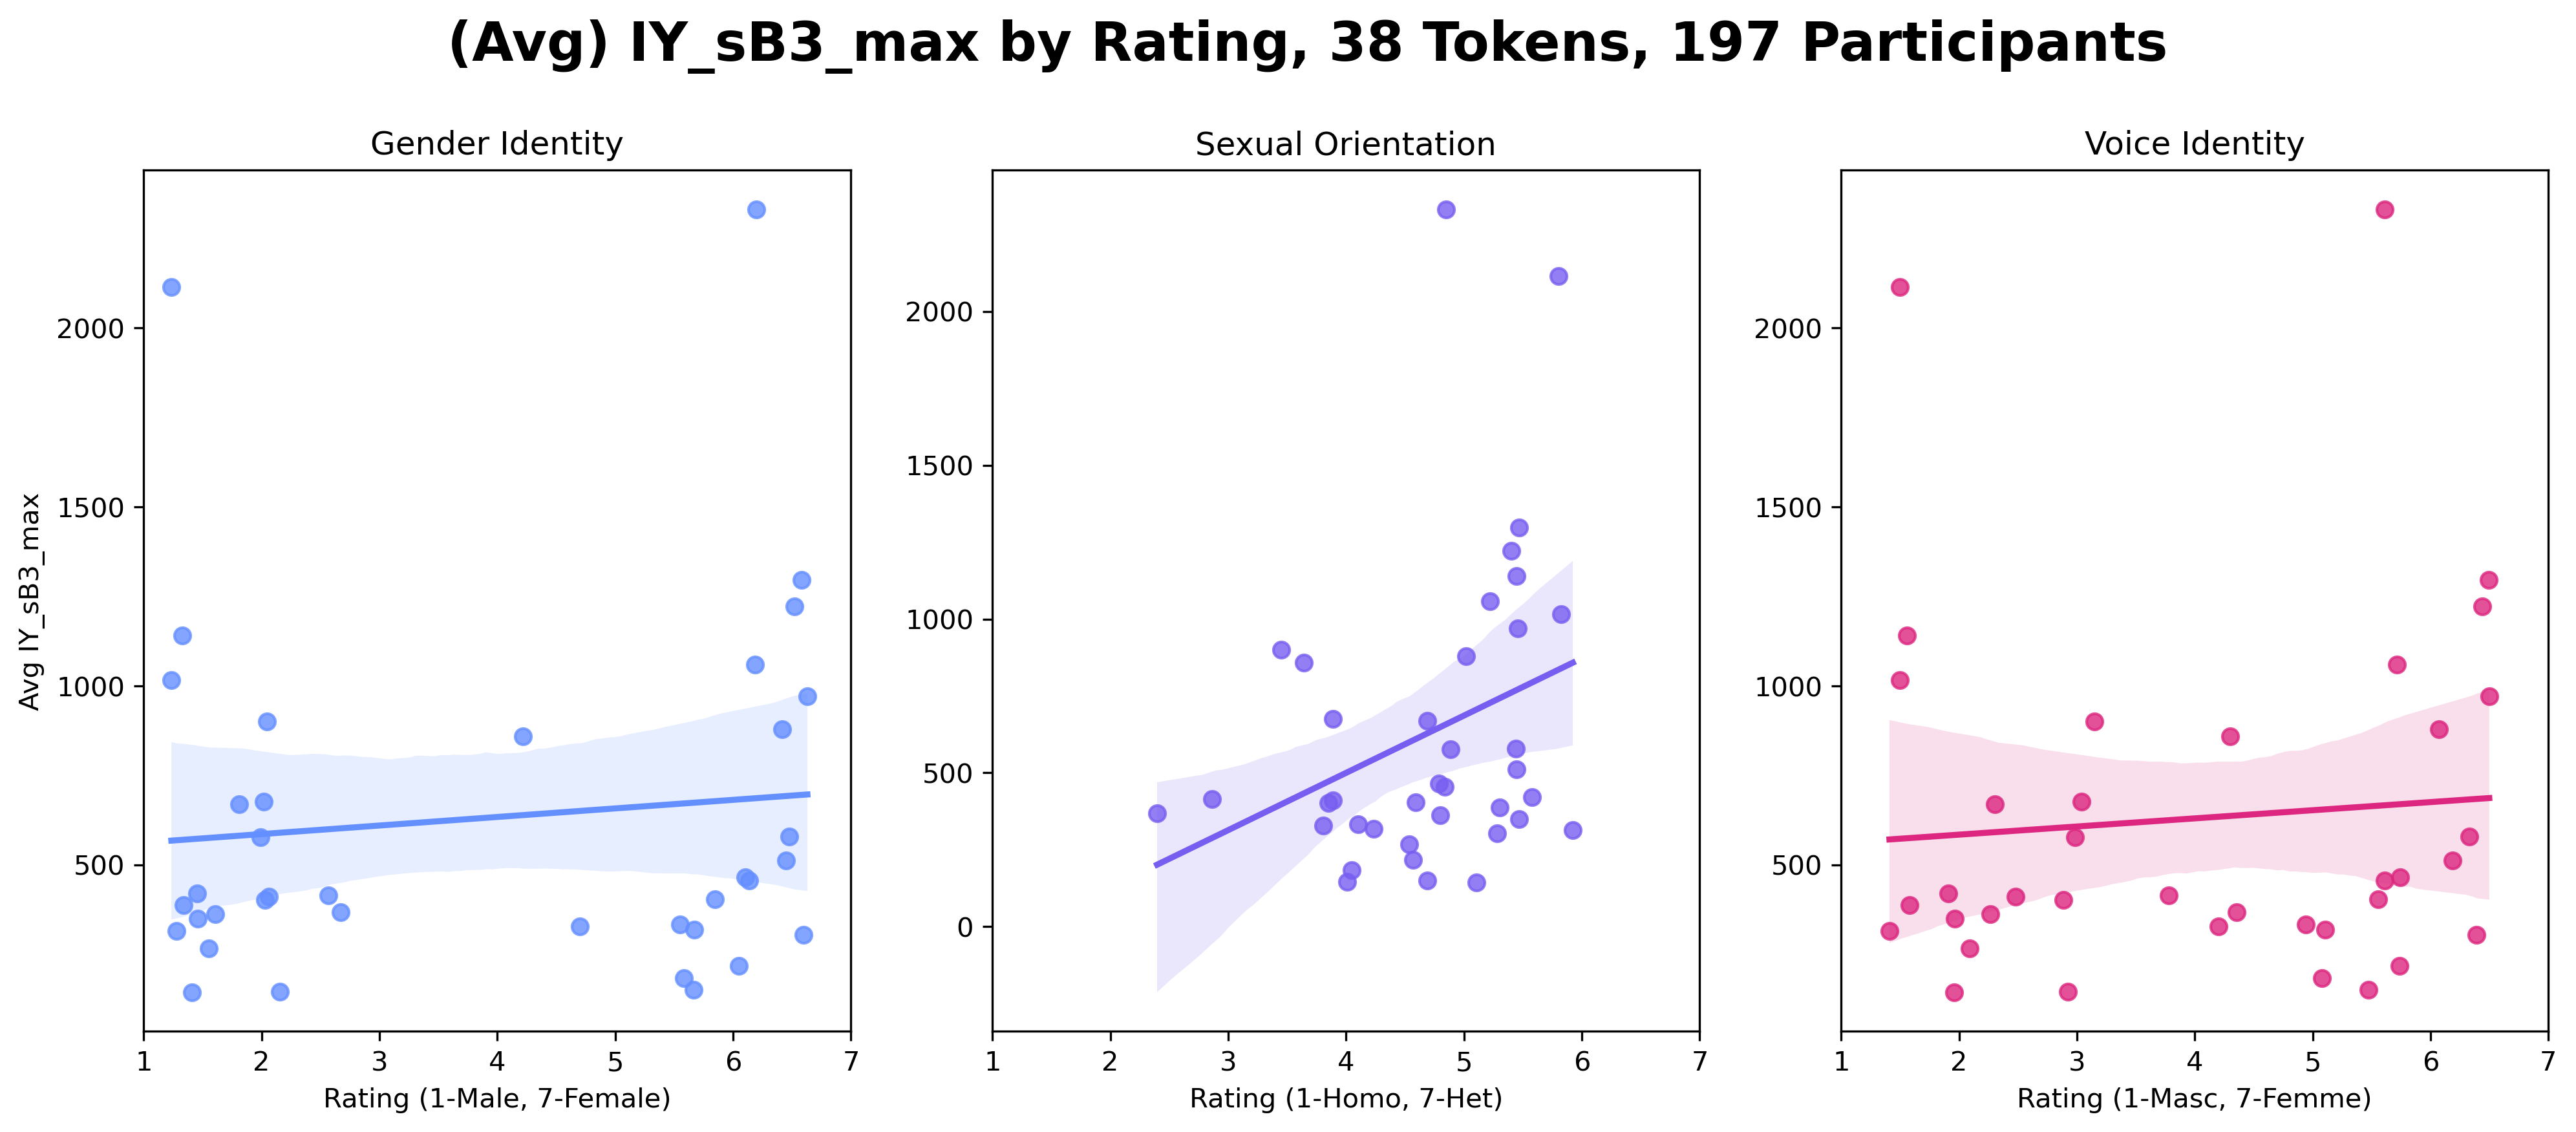 (Avg) IY_sB3_max by Rating, 38 Tokens, 197 Participants
Gender Identity
Sexual Orientation
Voice Identity
Avg IY_sB3_max
2000
1500
1000
500
1 2 3 4 5 6 7
Rating (1-Male, 7-Female)
2000
1500
1000
500
0
1 2 3 4 5 6 7
Rating (1-Homo, 7-Het)
2000
1500
1000
500
1 2 3 4 5 6 7
Rating (1-Masc, 7-Femme)